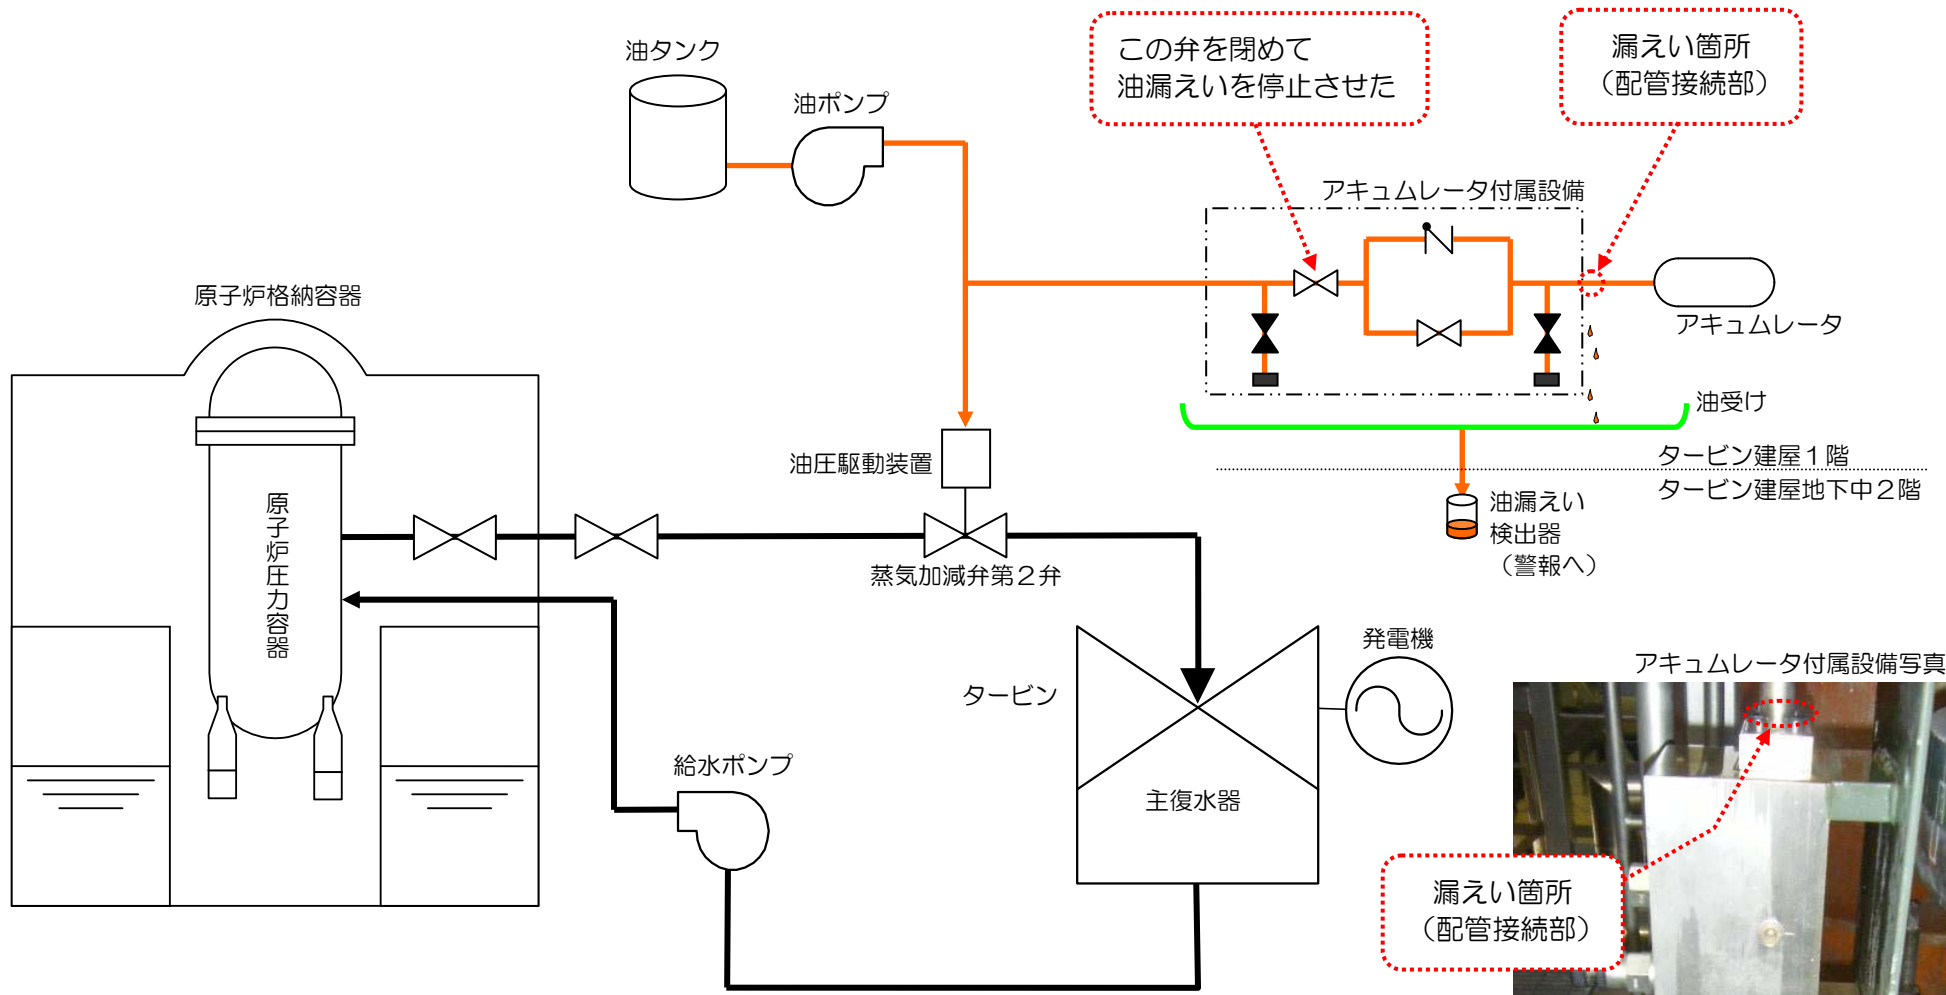 油タンク
油ポンプ
この弁を閉めて
油漏えいを停止させた
漏えい箇所
（配管接続部）
アキュムレータ付属設備
アキュムレータ
原子炉格納容器
油受け
油圧駆動装置
タービン建屋１階
タービン建屋地下中２階
油漏えい
検出器
（警報へ）
原子炉圧力容器
蒸気加減弁第２弁
発電機
アキュムレータ付属設備写真
タービン
給水ポンプ
主復水器
漏えい箇所
（配管接続部）